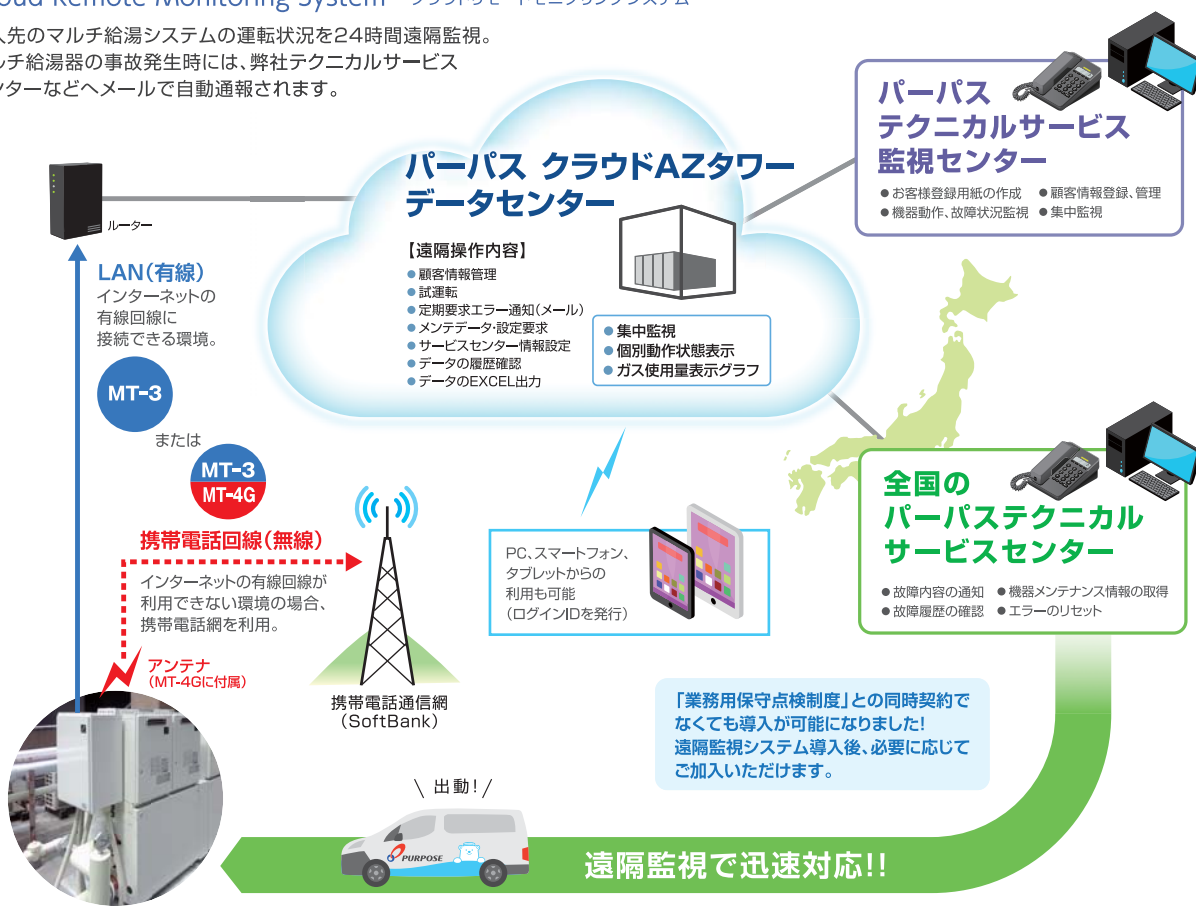 oud Remote Monitoring System クラウドリモートモニタリングシステム
先のマルチ給湯システムの運転状況を24時間遠隔監視。
ルチ給湯器の事故発生時には、弊社テクニカルサービス
ンターなどへメールで自動通報されます。
パーパス
テクニカルサービス
監視センター
●お客様登録用紙の作成 ●顧客情報登録、管理
●機器動作、故障状況監視 ●集中監視
パーパス クラウドAZタワー
データセンター
【遠隔操作内容】
●顧客情報管理
●試運転
●定期要求エラー通知(メール)
●メンテデータ・設定要求
●サービスセンター情報設定
●データの履歴確認
●データのEXCEL出力
●集中監視
●個別動作状態表示
●ガス使用量表示グラフ
ルーター
LAN(有線)
インターネットの
有線回線に
接続できる環境。
MT-3
または
MT-3
MT-4G
携帯電話回線(無線)
インターネットの有線回線が
利用できない環境の場合、
携帯電話網を利用。
アンテナ
(MT-4Gに付属)
携帯電話通信網
(SoftBank)
PC、スマートフォン、
タブレットからの
利用も可能
(ログインIDを発行)
全国の
パーパステクニカル
サービスセンター
●故障内容の通知 ●機器メンテナンス情報の取得
●故障履歴の確認 ●エラーのリセット
「業務用保守点検制度」との同時契約で
なくても導入が可能になりました!
遠隔監視システム導入後、必要に応じて
ご加入いただけます。
\ 出動! /
PURPOSE
遠隔監視で迅速対応!!